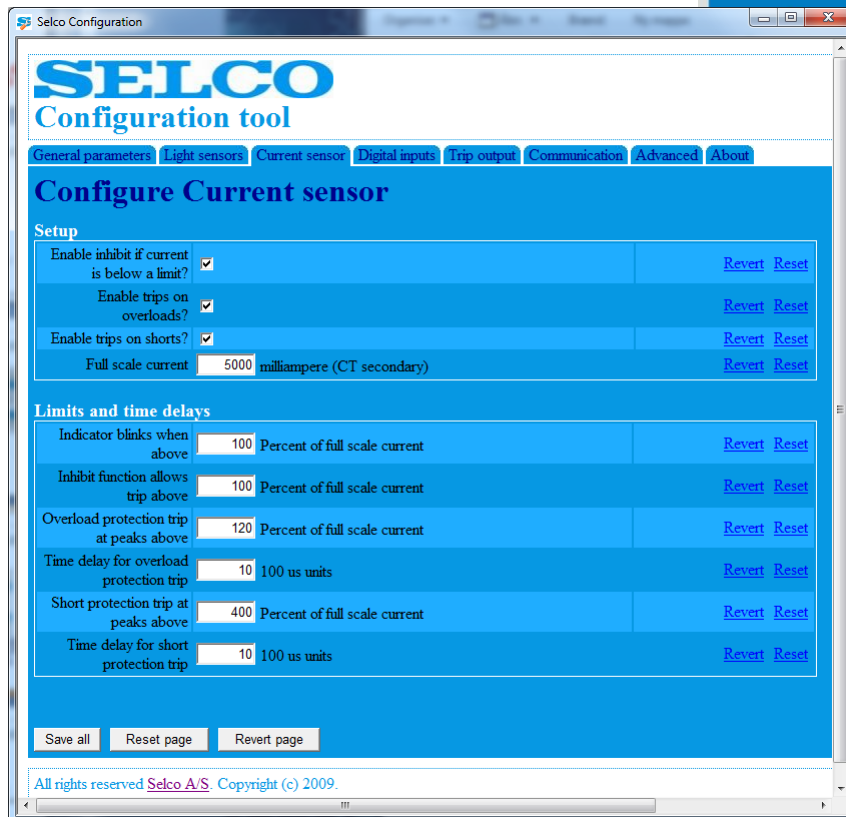 Selco Configuration
SELCO
Configuration tool
General parameters Light sensors Current sensor Digital inputs Trip output Communication Advanced About
Configure Current sensor
Setup
Enable inhibit if current
is below a limit? Revert Reset
Enable trips on
overloads? Revert Reset
Enable trips on shorts? Revert Reset
Full scale current 5000 milliampere (CT secondary) Revert Reset
Limits and time delays
Indicator blinks when
above 100 Percent of full scale current Revert Reset
Inhibit function allows
trip above 100 Percent of full scale current Revert Reset
Overload protection trip
at peaks above 120 Percent of full scale current Revert Reset
Time delay for overload
protection trip 10 100 us units Revert Reset
Short protection trip at
peaks above 400 Percent of full scale current Revert Reset
Time delay for short
protection trip 10 100 us units Revert Reset
Save all Reset page Revert page
All rights reserved Selco A/S. Copyright (c) 2009.